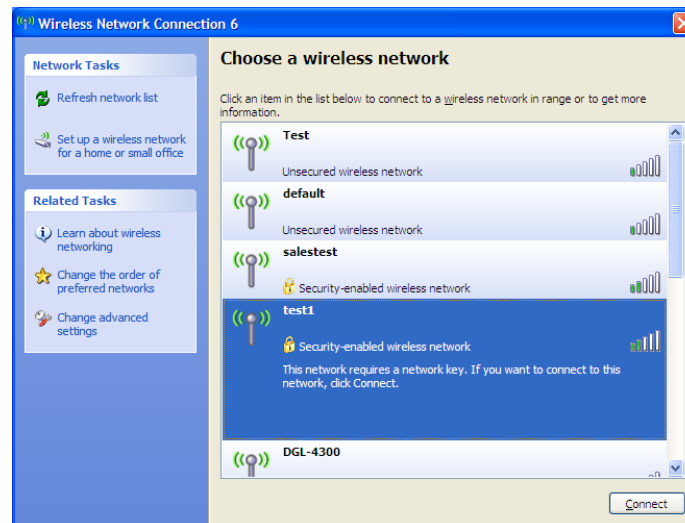 Wireless Network Connection 6
Network Tasks
Refresh network list
Set up a wireless network
for a home or small office
Related Tasks
Learn about wireless
networking
Change the order of
preferred networks
Change advanced
settings
Choose a wireless network
Click an item in the list below to connect to a wireless network in range or to get more
information.
Test
Unsecured wireless network
default
Unsecured wireless network
salestest
Security-enabled wireless network
test1
Security-enabled wireless network
This network requires a network key. If you want to connect to this
network, click Connect.
DGL-4300
Connect